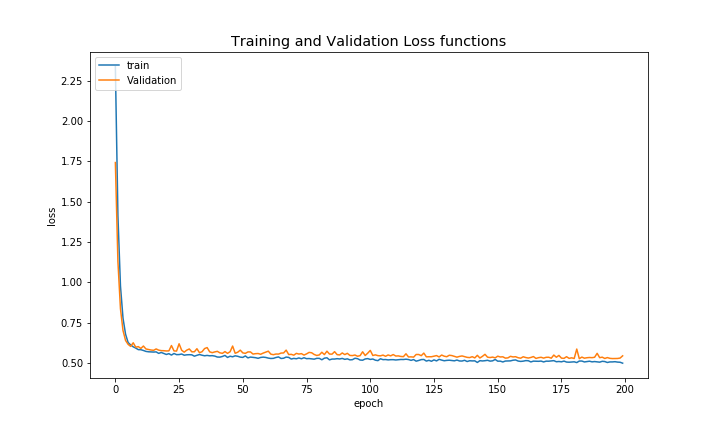 Training and Validation Loss functions
train
Validation
2.25
2.00
1.75
1.50
1.25
1.00
0.75
0.50
loss
0 25 50 75 100 125 150 175 200
epoch